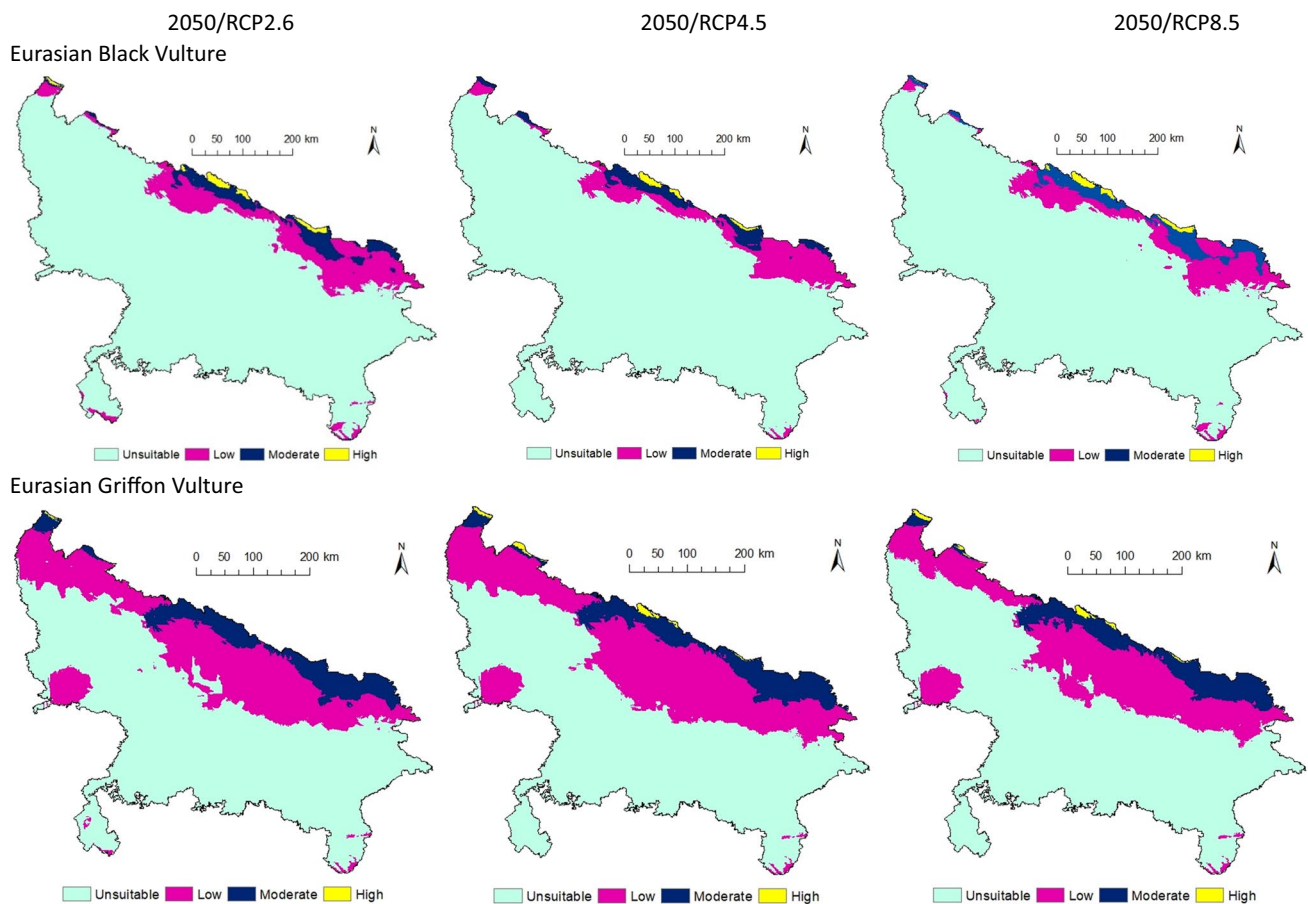 2050/RCP2.6 2050/RCP4.5 2050/RCP8.5
Eurasian Black Vulture
0 50 100 200 km N
0 50 100 200 km N
0 50 100 200 km N
Unsuitable Low Moderate High
Unsuitable Low Moderate High
Unsuitable Low Moderate High
Eurasian Griffon Vulture
0 50 100 200 km N
0 50 100 200 km N
0 50 100 200 km N
Unsuitable Low Moderate High
Unsuitable Low Moderate High
Unsuitable Low Moderate High